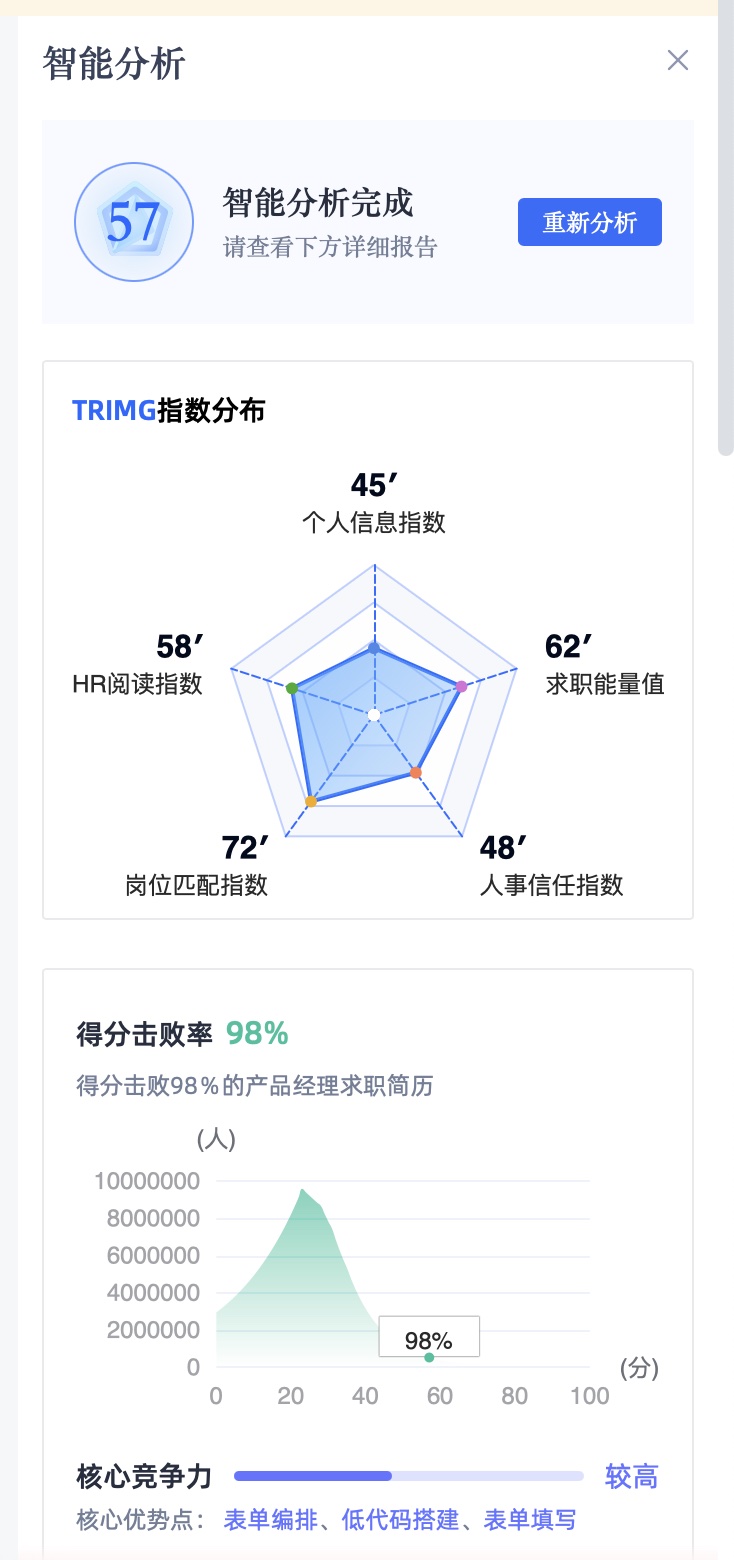 智能分析
57
智能分析完成
请查看下方详细报告
重新分析
TRIMG指数分布
45′
个人信息指数
58′
HR阅读指数
62′
求职能量值
72′
岗位匹配指数
48′
人事信任指数
得分击败率 98%
得分击败98%的产品经理求职简历
(人)
10000000
8000000
6000000
4000000
2000000
0
98%
(分)
0 20 40 60 80 100
核心竞争力 较高
核心优势点： 表单编排、低代码搭建、表单填写